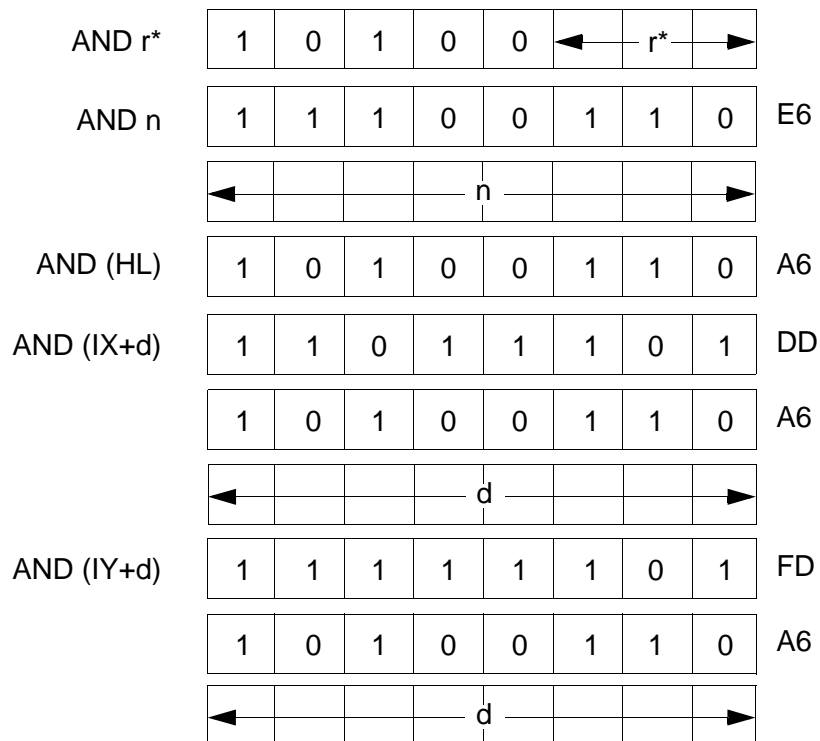 AND r* 1 0 1 0 0 r*
AND n 1 1 1 0 0 1 1 0 E6
n
AND (HL) 1 0 1 0 0 1 1 0 A6
AND (IX+d) 1 1 0 1 1 1 0 1 DD
1 0 1 0 0 1 1 0 A6
d
AND (IY+d) 1 1 1 1 1 1 0 1 FD
1 0 1 0 0 1 1 0 A6
d